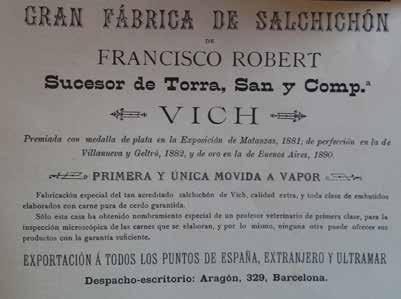 GRAN FÁBRICA DE SALCHICHÓN
DE
FRANCISCO ROBERT
Sucesor de Torra, San y Comp.ª
VICH
Premiada con medalla de plata en la Exposición de Matanzas, 1881; de perfección en la de
Villanueva y Geltrú, 1882, y de oro en la de Buenos Aires, 1890.
PRIMERA Y ÚNICA MOVIDA A VAPOR
Fabricación especial del tan acreditado salchichón de Vich, calidad extra, y toda clase de embutidos
elaborados con carne pura de cerdo garantida.
Sólo esta casa ha obtenido nombramiento especial de un profesor veterinario de primera clase, para la
inspección microscópica de las carnes que se elaboran, y por lo mismo, ninguna otra puede ofrecer sus
productos con la garantía suficiente.
EXPORTACIÓN Á TODOS LOS PUNTOS DE ESPAÑA, EXTRANJERO Y ULTRAMAR
Despacho-escritorio: Aragón, 329, Barcelona.